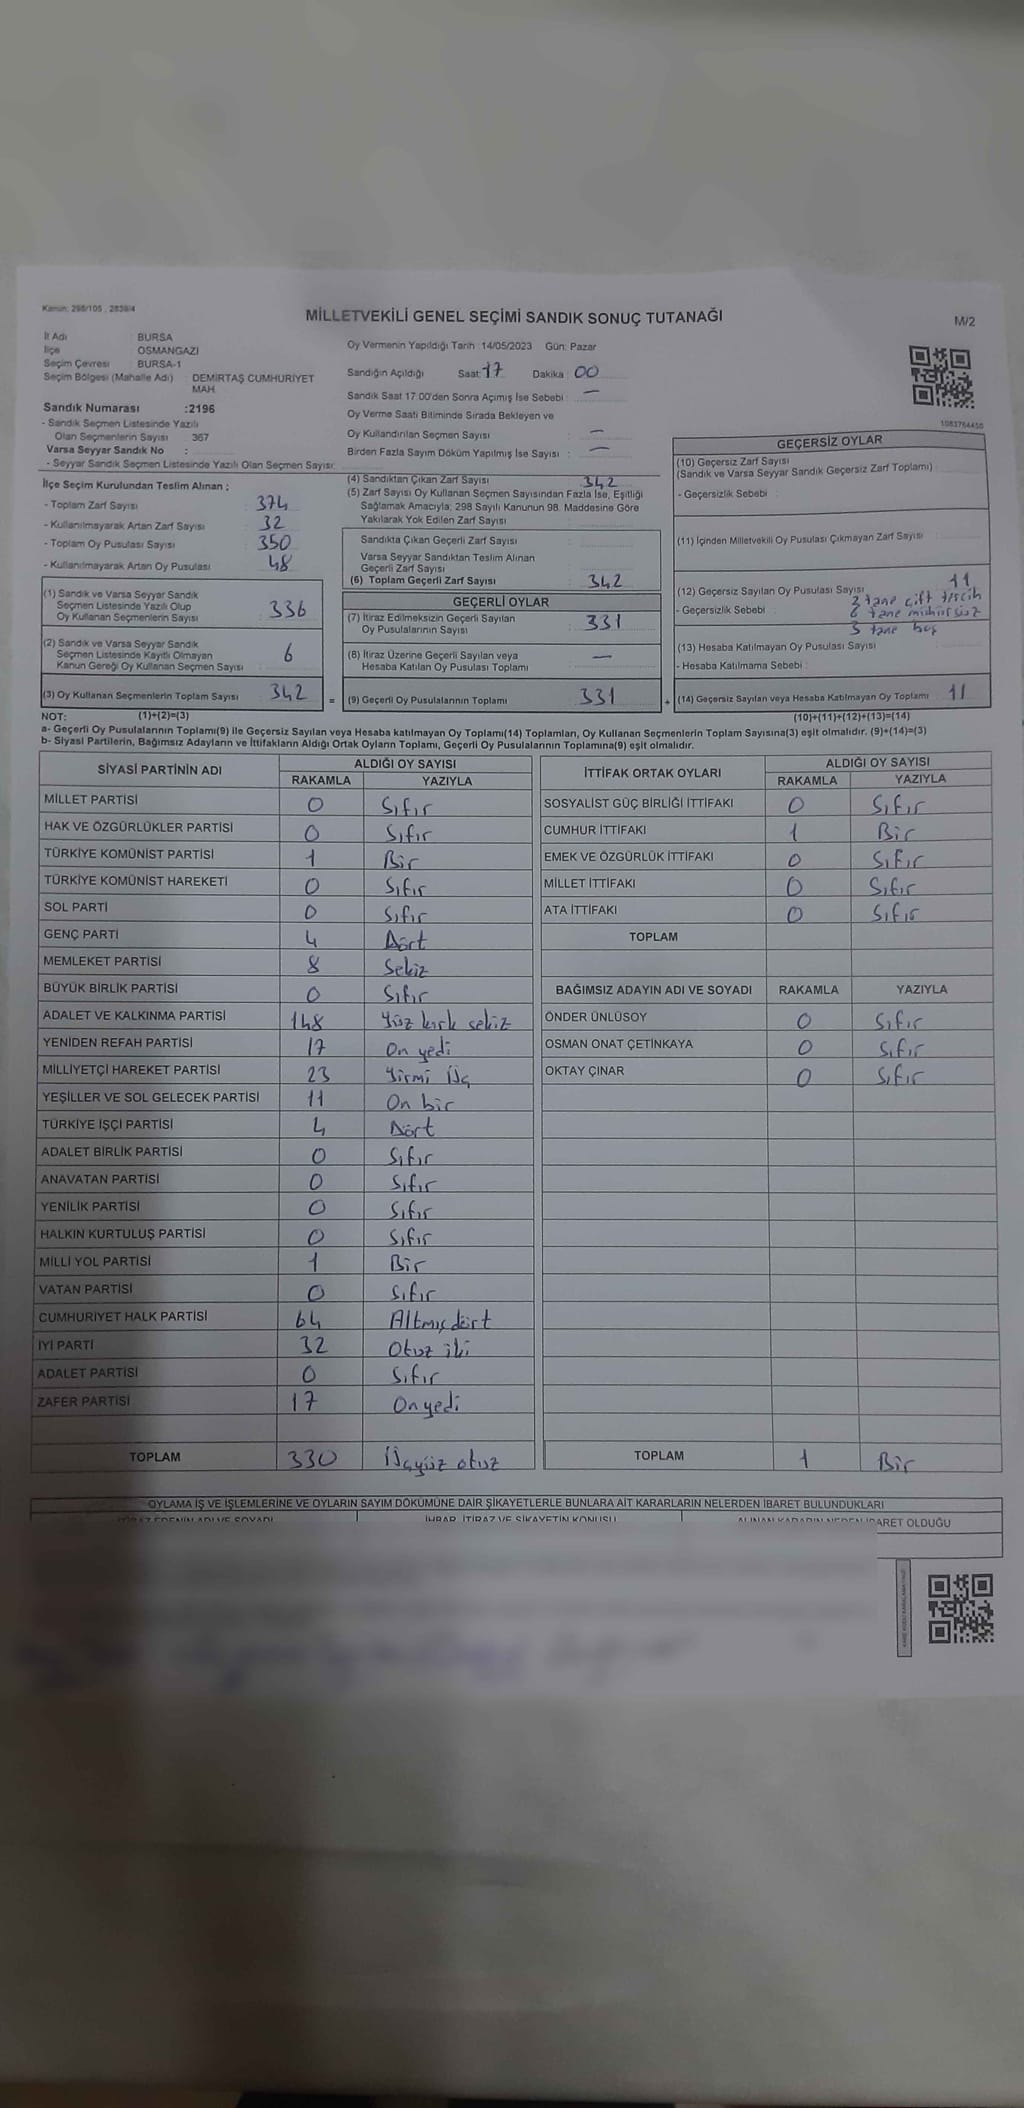 Kanun: 298/105 , 2839/4
MİLLETVEKİLİ GENEL SEÇİMİ SANDIK SONUÇ TUTANAĞI
M/2
İl Adı : BURSA
İlçe OSMANGAZİ
Seçim Çevresi : BURSA-1
Seçim Bölgesi (Mahalle Adı) : DEMİRTAŞ CUMHURİYET
MAH.
Sandık Numarası :2196
- Sandık Seçmen Listesinde Yazılı
Olan Seçmenlerin Sayısı : 367
Varsa Seyyar Sandık No :
- Seyyar Sandık Seçmen Listesinde Yazılı Olan Seçmen Sayısı:
Oy Vermenin Yapıldığı Tarih :14/05/2023 Gün: Pazar
Sandığın Açıldığı Saat: 17 Dakika : 00
Sandık Saat 17:00'den Sonra Açımış İse Sebebi : —
Oy Verme Saati Bitiminde Sırada Bekleyen ve
Oy Kullandırılan Seçmen Sayısı : —
Birden Fazla Sayım Döküm Yapılmış İse Sayısı : —
1083764450
İlçe Seçim Kurulundan Teslim Alınan ;
- Toplam Zarf Sayısı : 374
- Kullanılmayarak Artan Zarf Sayısı : 32
- Toplam Oy Pusulası Sayısı : 350
- Kullanılmayarak Artan Oy Pusulası : 48
(1) Sandık ve Varsa Seyyar Sandık
Seçmen Listesinde Yazılı Olup
Oy Kullanan Seçmenlerin Sayısı : 336
(2) Sandık ve Varsa Seyyar Sandık
Seçmen Listesinde Kayıtlı Olmayan
Kanun Gereği Oy Kullanan Seçmen Sayısı : 6
(3) Oy Kullanan Seçmenlerin Toplam Sayısı : 342
(4) Sandıktan Çıkan Zarf Sayısı : 342
(5) Zarf Sayısı Oy Kullanan Seçmen Sayısından Fazla İse, Eşitliği
Sağlamak Amacıyla; 298 Sayılı Kanunun 98. Maddesine Göre
Yakılarak Yok Edilen Zarf Sayısı :
Sandıkta Çıkan Geçerli Zarf Sayısı :
Varsa Seyyar Sandıktan Teslim Alınan
Geçerli Zarf Sayısı :
(6) Toplam Geçerli Zarf Sayısı : 342
GEÇERLİ OYLAR
(7) İtiraz Edilmeksizin Geçerli Sayılan
Oy Pusulalarının Sayısı : 331
(8) İtiraz Üzerine Geçerli Sayılan veya
Hesaba Katılan Oy Pusulası Toplamı : —
= (9) Geçerli Oy Pusulalarının Toplamı : 331
GEÇERSİZ OYLAR
(10) Geçersiz Zarf Sayısı
(Sandık ve Varsa Seyyar Sandık Geçersiz Zarf Toplamı) :
- Geçersizlik Sebebi :
(11) İçinden Milletvekili Oy Pusulası Çıkmayan Zarf Sayısı :
(12) Geçersiz Sayılan Oy Pusulası Sayısı : 11
- Geçersizlik Sebebi : 2 tane çift tercih
6 tane mühürsüz
3 tane boş
(13) Hesaba Katılmayan Oy Pusulası Sayısı :
- Hesaba Katılmama Sebebi :
+ (14) Geçersiz Sayılan veya Hesaba Katılmayan Oy Toplamı : 11
NOT: (1)+(2)=(3) (10)+(11)+(12)+(13)=(14)
a- Geçerli Oy Pusulalarının Toplamı(9) ile Geçersiz Sayılan veya Hesaba katılmayan Oy Toplamı(14) Toplamları, Oy Kullanan Seçmenlerin Toplam Sayısına(3) eşit olmalıdır. (9)+(14)=(3)
b- Siyasi Partilerin, Bağımsız Adayların ve İttifakların Aldığı Ortak Oyların Toplamı, Geçerli Oy Pusulalarının Toplamına(9) eşit olmalıdır.
SİYASİ PARTİNİN ADI ALDIĞI OY SAYISI
RAKAMLA YAZIYLA
MİLLET PARTİSİ 0 Sıfır
HAK VE ÖZGÜRLÜKLER PARTİSİ 0 Sıfır
TÜRKİYE KOMÜNİST PARTİSİ 1 Bir
TÜRKİYE KOMÜNİST HAREKETİ 0 Sıfır
SOL PARTİ 0 Sıfır
GENÇ PARTİ 4 Dört
MEMLEKET PARTİSİ 8 Sekiz
BÜYÜK BİRLİK PARTİSİ 0 Sıfır
ADALET VE KALKINMA PARTİSİ 148 Yüz kırk sekiz
YENİDEN REFAH PARTİSİ 17 On yedi
MİLLİYETÇİ HAREKET PARTİSİ 23 Yirmi üç
YEŞİLLER VE SOL GELECEK PARTİSİ 11 On bir
TÜRKİYE İŞÇİ PARTİSİ 4 Dört
ADALET BİRLİK PARTİSİ 0 Sıfır
ANAVATAN PARTİSİ 0 Sıfır
YENİLİK PARTİSİ 0 Sıfır
HALKIN KURTULUŞ PARTİSİ 0 Sıfır
MİLLİ YOL PARTİSİ 1 Bir
VATAN PARTİSİ 0 Sıfır
CUMHURİYET HALK PARTİSİ 64 Altmış dört
İYİ PARTİ 32 Otuz iki
ADALET PARTİSİ 0 Sıfır
ZAFER PARTİSİ 17 On yedi
TOPLAM 330 Üçyüz otuz
İTTİFAK ORTAK OYLARI ALDIĞI OY SAYISI
RAKAMLA YAZIYLA
SOSYALİST GÜÇ BİRLİĞİ İTTİFAKI 0 Sıfır
CUMHUR İTTİFAKI 1 Bir
EMEK VE ÖZGÜRLÜK İTTİFAKI 0 Sıfır
MİLLET İTTİFAKI 0 Sıfır
ATA İTTİFAKI 0 Sıfır
TOPLAM
BAĞIMSIZ ADAYIN ADI VE SOYADI RAKAMLA YAZIYLA
ÖNDER ÜNLÜSOY 0 Sıfır
OSMAN ONAT ÇETİNKAYA 0 Sıfır
OKTAY ÇINAR 0 Sıfır
TOPLAM 1 Bir
OYLAMA İŞ VE İŞLEMLERİNE VE OYLARIN SAYIM DÖKÜMÜNE DAİR ŞİKAYETLERLE BUNLARA AİT KARARLARIN NELERDEN İBARET BULUNDUKLARI
İTİRAZ EDENİN ADI VE SOYADI İHBAR, İTİRAZ VE ŞİKAYETİN KONUSU ALINAN KARARIN NEDEN İBARET OLDUĞU